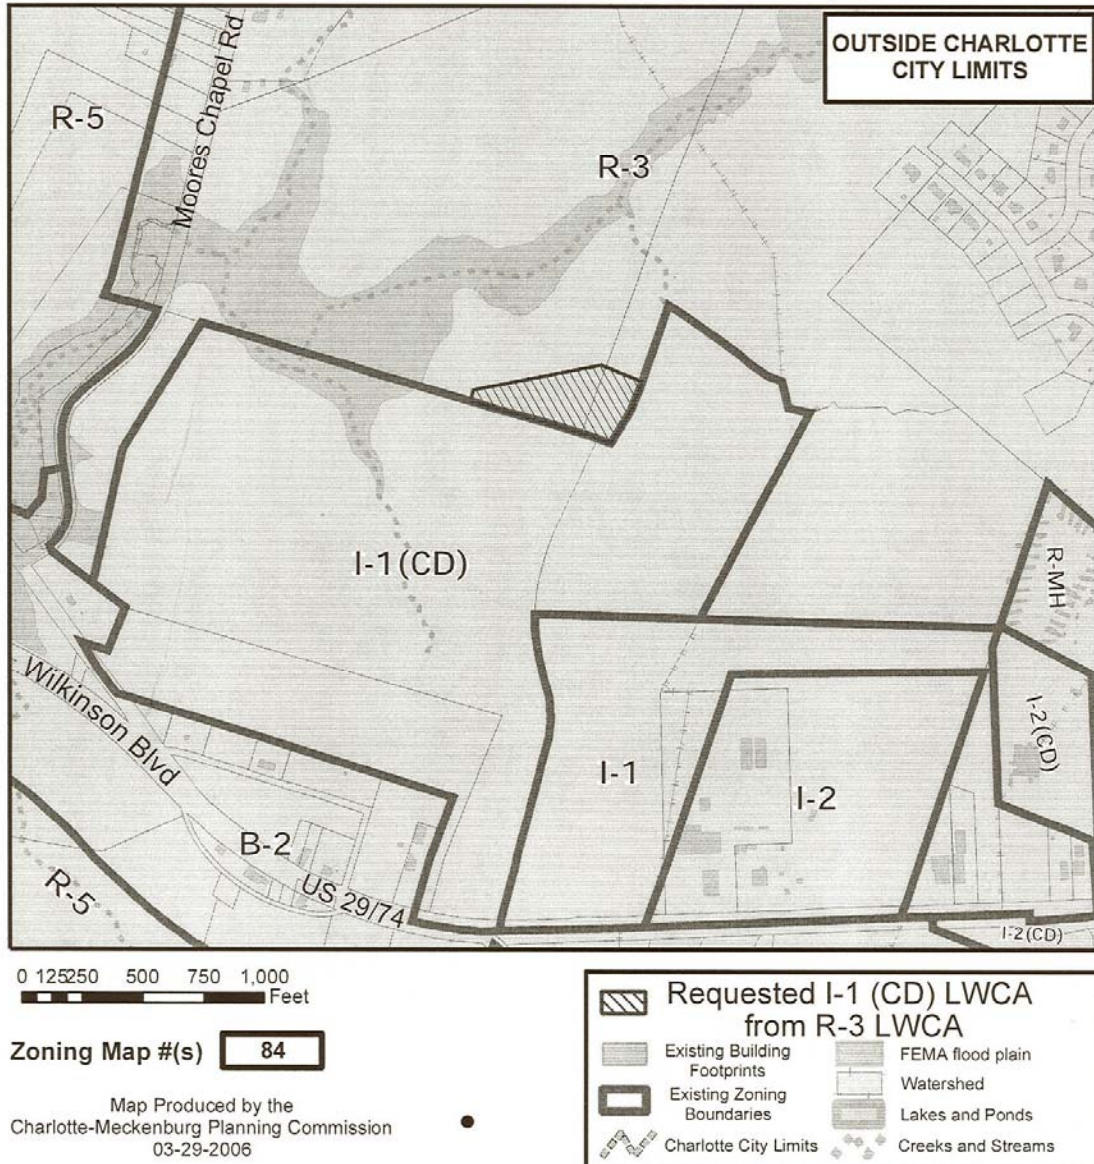 OUTSIDE CHARLOTTE
CITY LIMITS
R-5
Moores Chapel Rd
R-3
I-1 (CD)
R-MH
Wilkinson Blvd
I-2(CD)
I-1
I-2
B-2
R-5
US 29/74
I-2(CD)
0 125250 500 750 1,000
Feet
Zoning Map #(s) 84
Map Produced by the
Charlotte-Meckenburg Planning Commission
03-29-2006
Requested I-1 (CD) LWCA
from R-3 LWCA
Existing Building
Footprints
FEMA flood plain
Existing Zoning
Boundaries
Watershed
Lakes and Ponds
Charlotte City Limits
Creeks and Streams